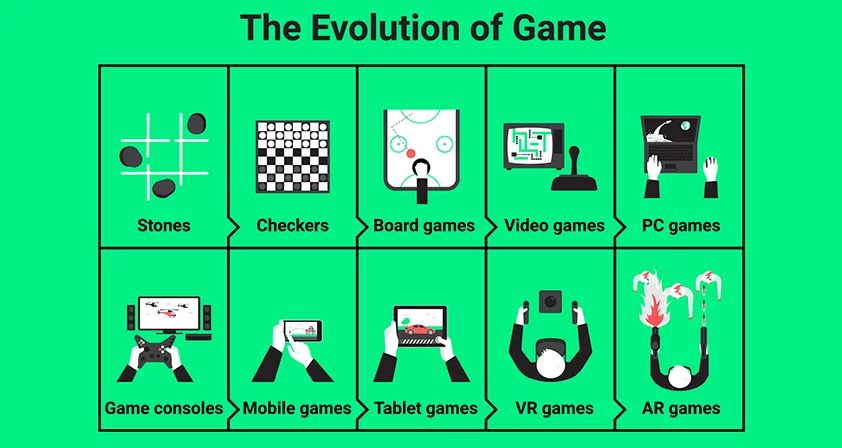 The Evolution of Game
Stones
Checkers
Board games
Video games
PC games
Game consoles
Mobile games
Tablet games
VR games
AR games